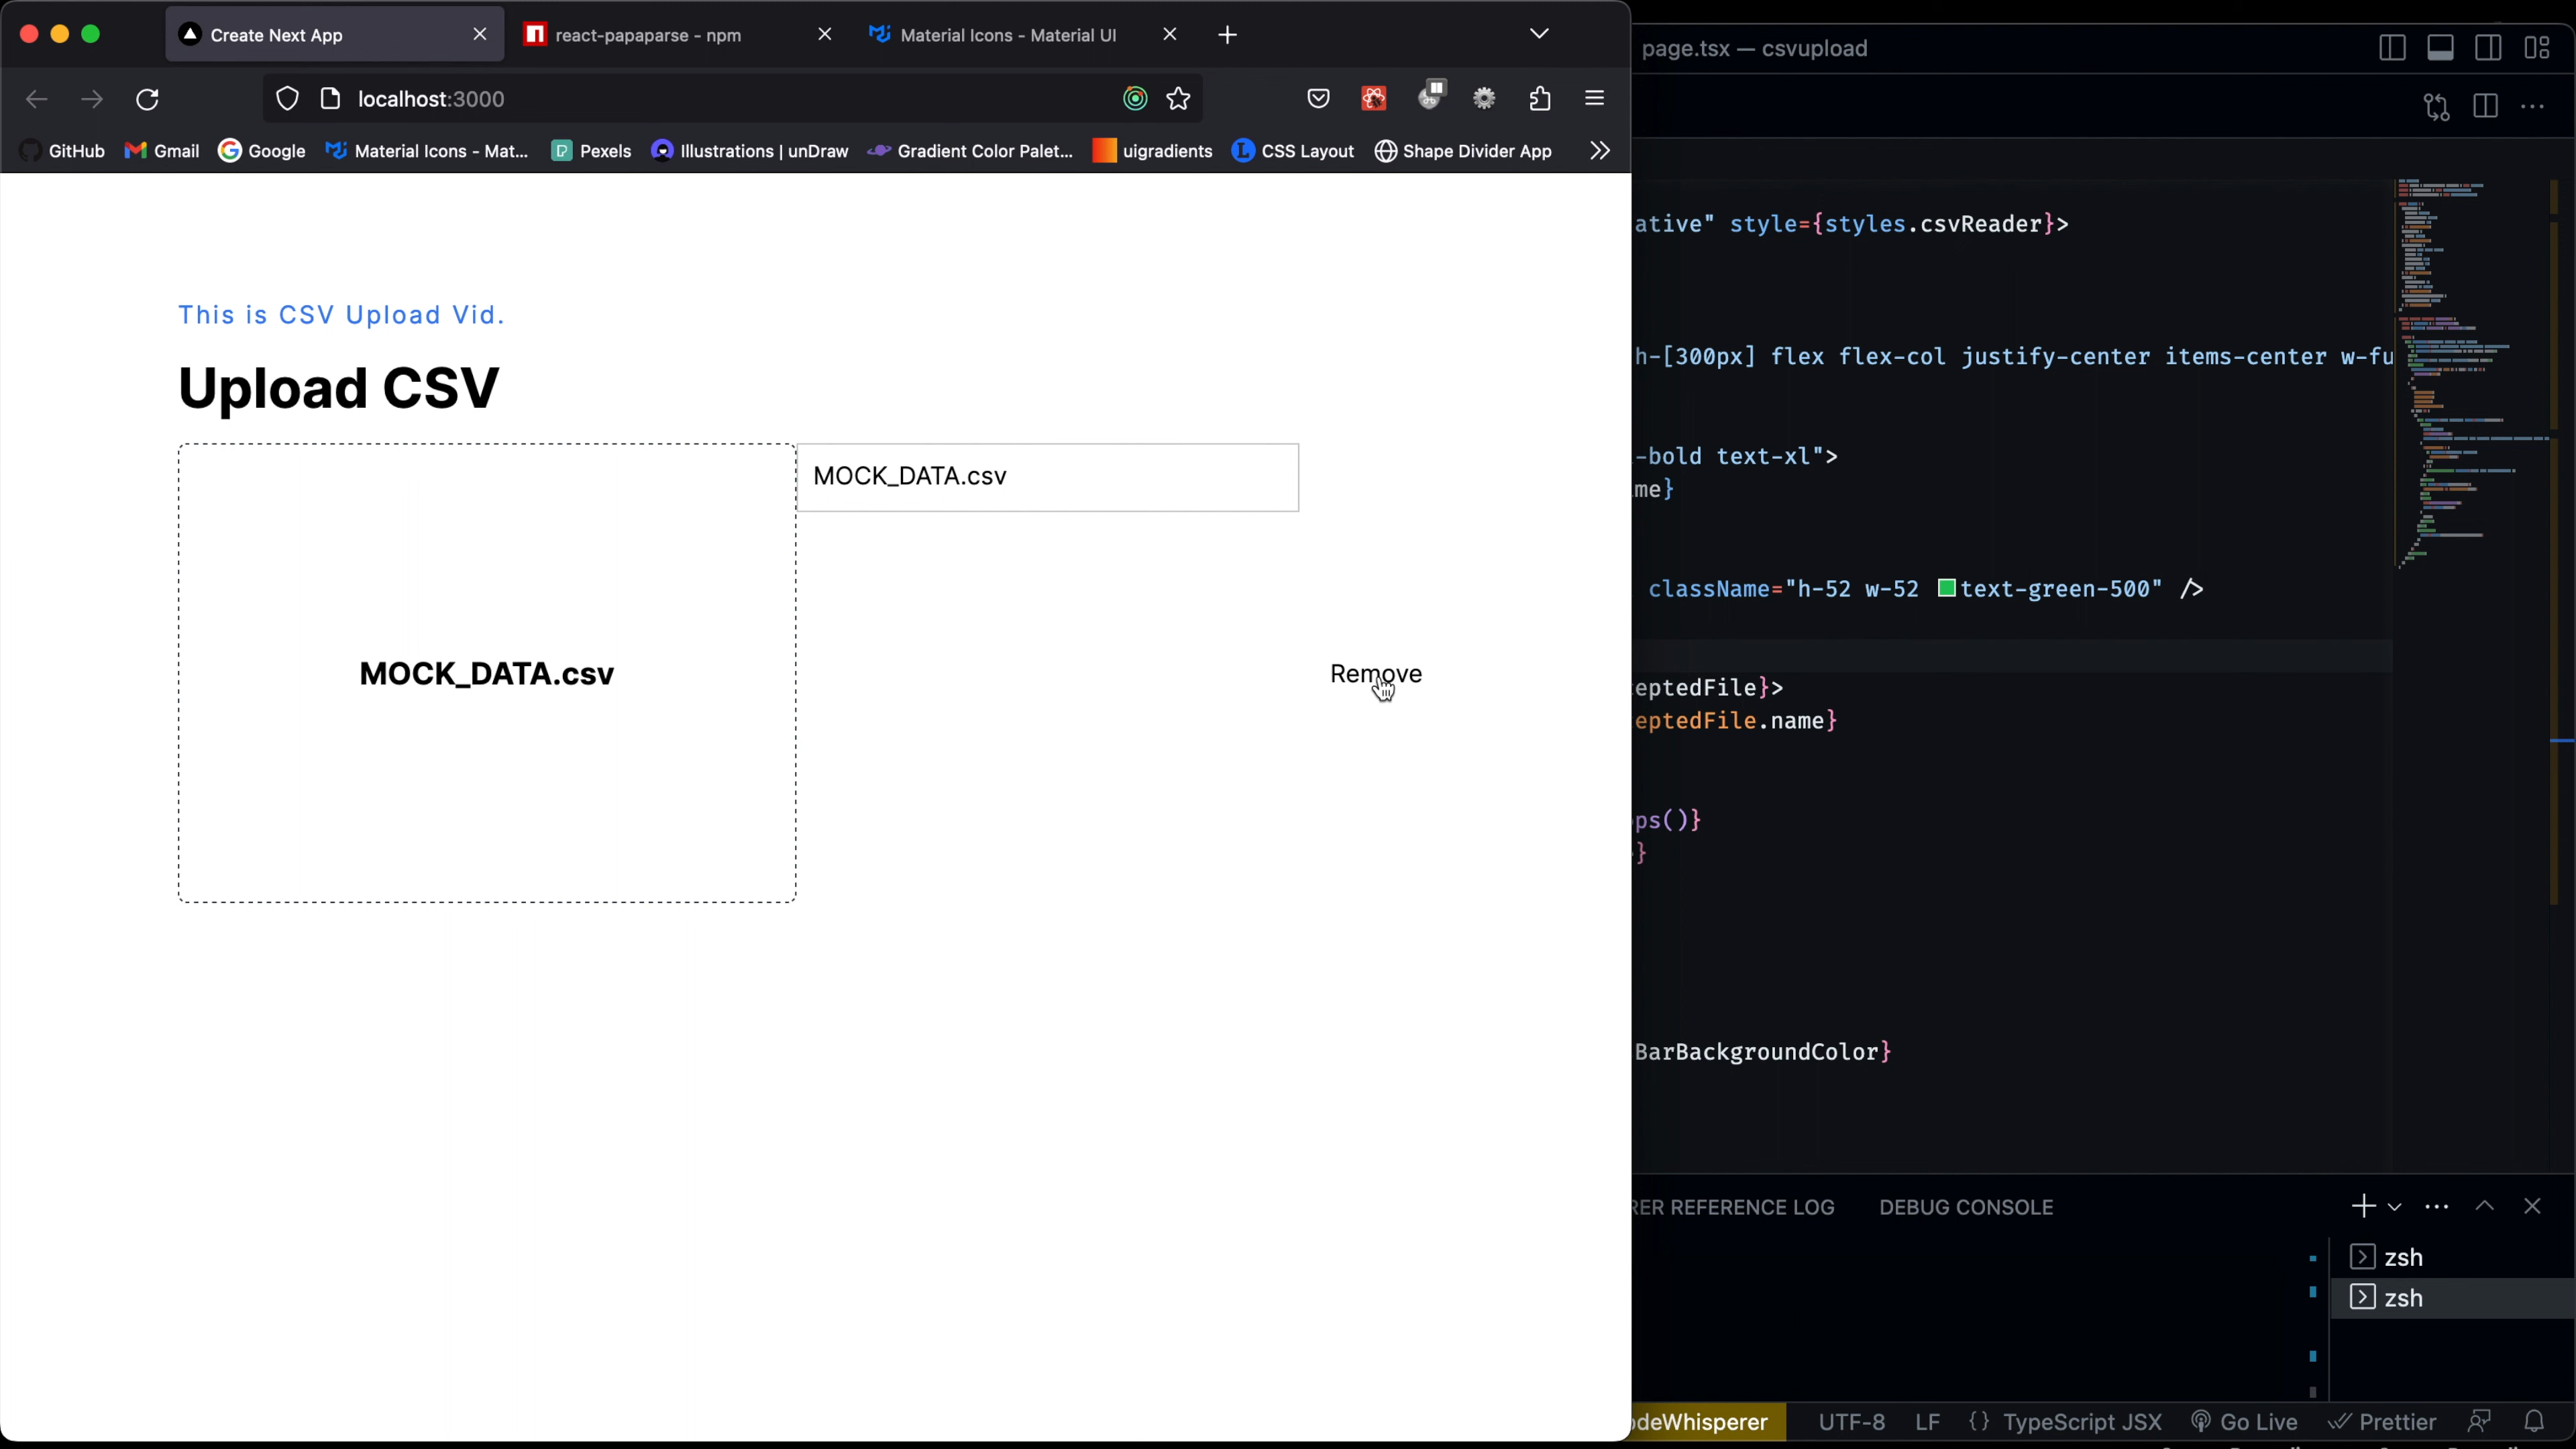 Create Next App
react-papaparse - npm
Material Icons - Material UI
page.tsx — csvupload
localhost:3000
GitHub
Gmail
Google
Material Icons - Mat...
Pexels
Illustrations | unDraw
Gradient Color Palet...
uigradients
CSS Layout
Shape Divider App
This is CSV Upload Vid.
Upload CSV
MOCK_DATA.csv
MOCK_DATA.csv
Remove
ative" style={styles.csvReader}>
h-[300px] flex flex-col justify-center items-center w-fu
-bold text-xl">
me}
className="h-52 w-52 text-green-500" />
eptedFile}>
eptedFile.name}
ps()}
}
BarBackgroundColor}
RER REFERENCE LOG
DEBUG CONSOLE
zsh
zsh
odeWhisperer
UTF-8
LF
{} TypeScript JSX
Go Live
Prettier